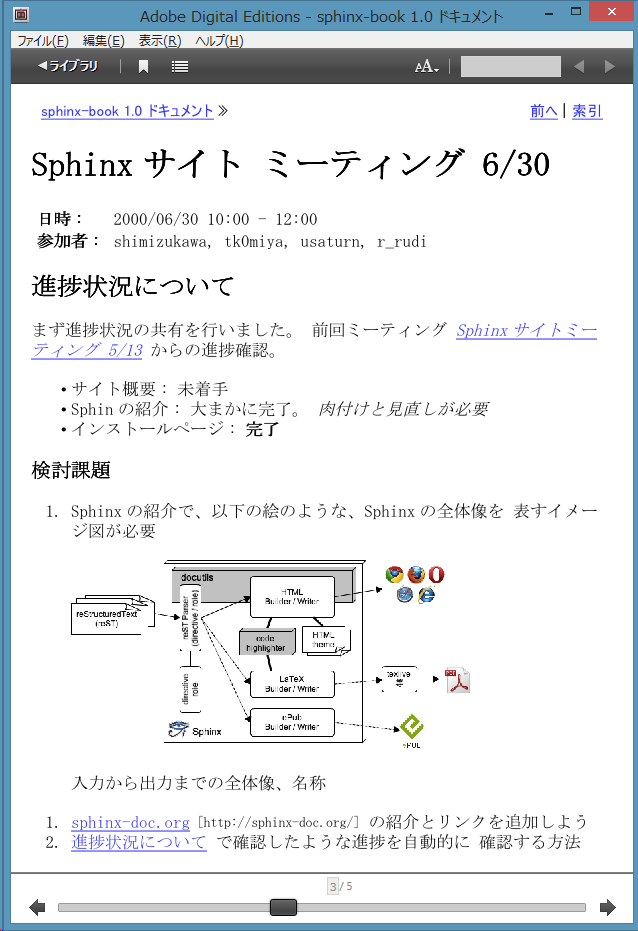 Adobe Digital Editions - sphinx-book 1.0 ドキュメント
ファイル(F) 編集(E) 表示(R) ヘルプ(H)
◀ライブラリ
AA
sphinx-book 1.0 ドキュメント ≫ 前へ | 索引
Sphinx サイト ミーティング 6/30
日時： 2000/06/30 10:00 - 12:00
参加者： shimizukawa, tk0miya, usaturn, r_rudi
進捗状況について
まず進捗状況の共有を行いました。 前回ミーティング Sphinx サイトミー
ティング 5/13 からの進捗確認。
• サイト概要： 未着手
• Sphin の紹介： 大まかに完了。 肉付けと見直しが必要
• インストールページ： 完了
検討課題
1. Sphinx の紹介で、以下の絵のような、Sphinx の全体像を 表すイメー
ジ図が必要
docutils
reStructuredText
(reST)
reST Parser
(directive / role)
HTML
Builder / Writer
code
highlighter
HTML
theme
directive
role
LaTeX
Builder / Writer
texlive
等
ePub
Builder / Writer
Sphinx
入力から出力までの全体像、名称
1. sphinx-doc.org [http://sphinx-doc.org/] の紹介とリンクを追加しよう
2. 進捗状況について で確認したような進捗を自動的に 確認する方法
3 / 5